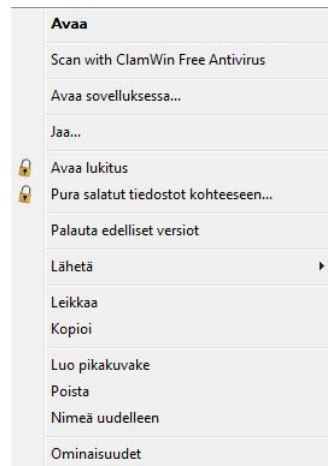 Avaa
Scan with ClamWin Free Antivirus
Avaa sovelluksessa...
Jaa...
Avaa lukitus
Pura salatut tiedostot kohteeseen...
Palauta edelliset versiot
Lähetä
Leikkaa
Kopioi
Luo pikakuvake
Poista
Nimeä uudelleen
Ominaisuudet